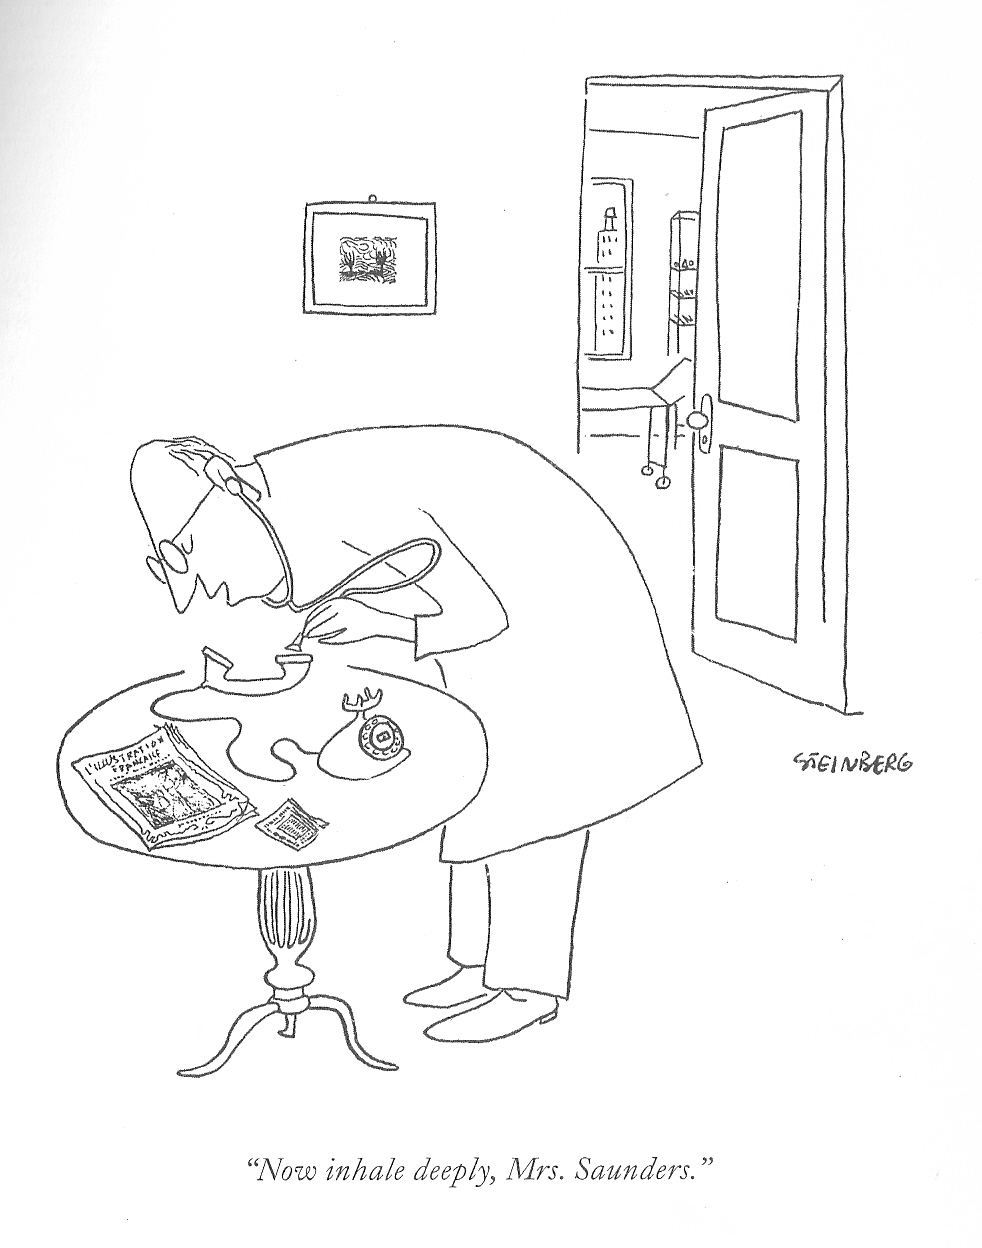 STEINBERG
L'ILLUSTRATION
FRANCAISE
“Now inhale deeply, Mrs. Saunders.”